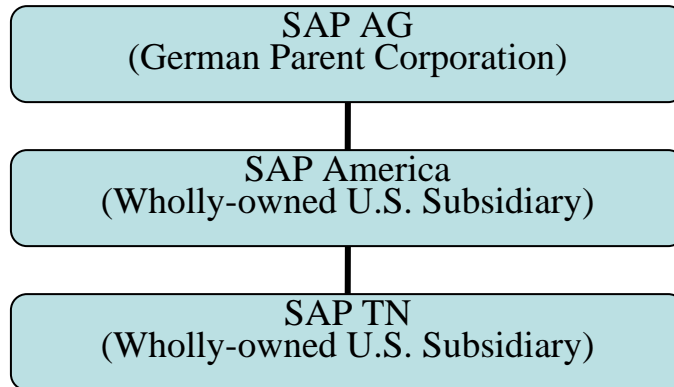 SAP AG
(German Parent Corporation)
SAP America
(Wholly-owned U.S. Subsidiary)
SAP TN
(Wholly-owned U.S. Subsidiary)